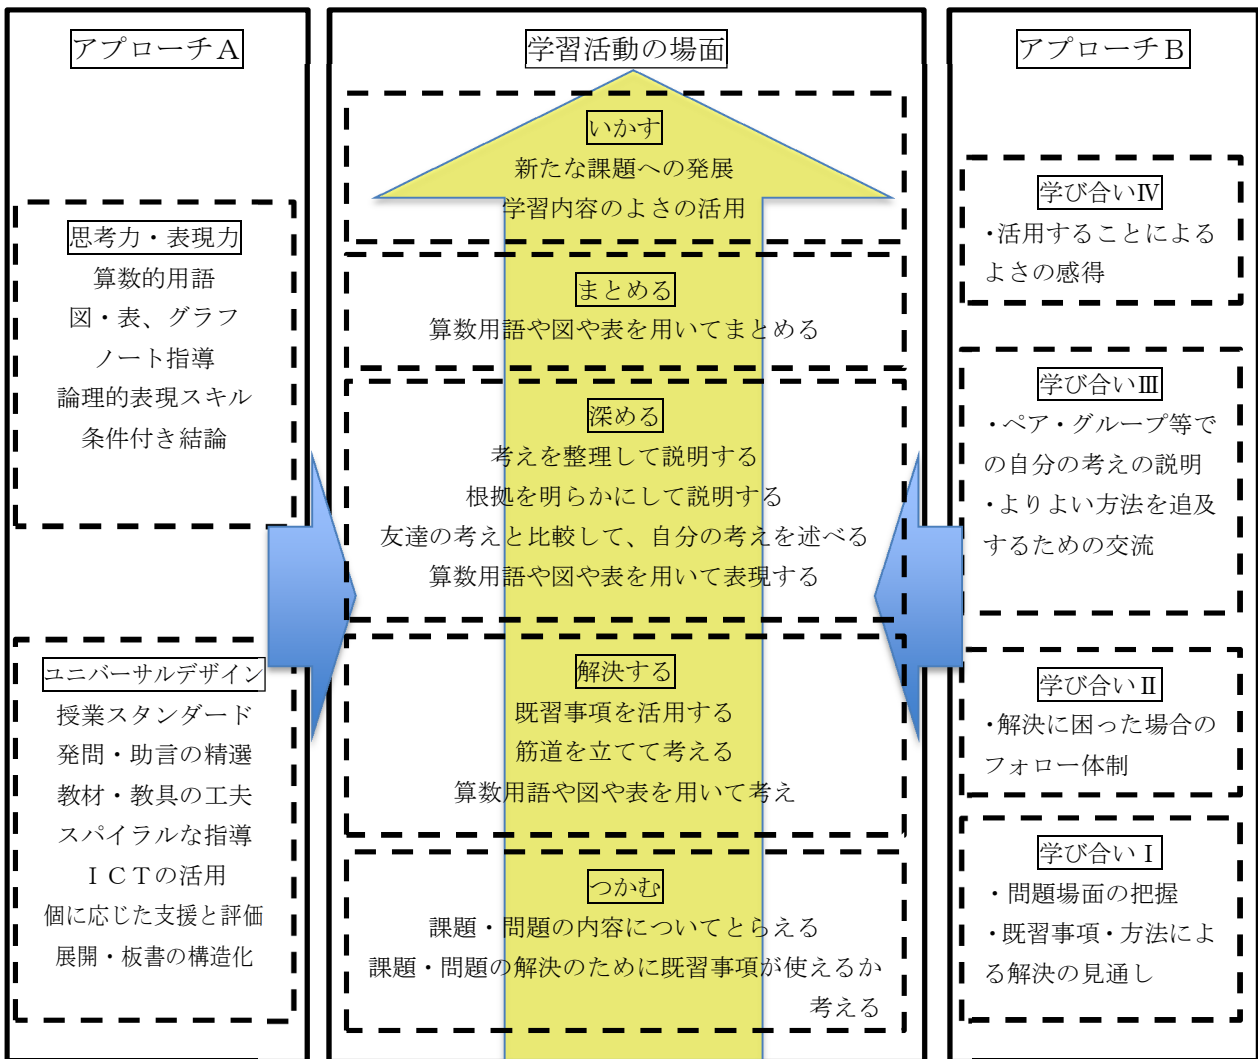 アプローチA
思考力・表現力
算数的用語
図・表、グラフ
ノート指導
論理的表現スキル
条件付き結論
ユニバーサルデザイン
授業スタンダード
発問・助言の精選
教材・教具の工夫
スパイラルな指導
ＩＣＴの活用
個に応じた支援と評価
展開・板書の構造化
学習活動の場面
いかす
新たな課題への発展
学習内容のよさの活用
まとめる
算数用語や図や表を用いてまとめる
深める
考えを整理して説明する
根拠を明らかにして説明する
友達の考えと比較して、自分の考えを述べる
算数用語や図や表を用いて表現する
解決する
既習事項を活用する
筋道を立てて考える
算数用語や図や表を用いて考え
つかむ
課題・問題の内容についてとらえる
課題・問題の解決のために既習事項が使えるか
考える
アプローチB
学び合いⅣ
・活用することによる
よさの感得
学び合いⅢ
・ペア・グループ等で
の自分の考えの説明
・よりよい方法を追及
するための交流
学び合いⅡ
・解決に困った場合の
フォロー体制
学び合いⅠ
・問題場面の把握
・既習事項・方法によ
る解決の見通し